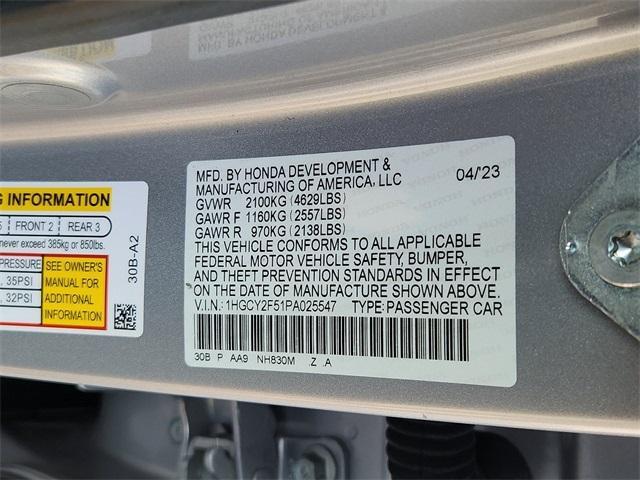 G INFORMATION
5 FRONT 2 REAR 3
never exceed 385kg or 850lbs.
PRESSURE
, 35PSI
, 32PSI
SEE OWNER'S
MANUAL FOR
ADDITIONAL
INFORMATION
30B-A2
MFD. BY HONDA DEVELOPMENT &
MANUFACTURING OF AMERICA, LLC 04/'23
GVWR 2100KG (4629LBS)
GAWR F 1160KG (2557LBS)
GAWR R 970KG (2138LBS)
THIS VEHICLE CONFORMS TO ALL APPLICABLE
FEDERAL MOTOR VEHICLE SAFETY, BUMPER,
AND THEFT PREVENTION STANDARDS IN EFFECT
ON THE DATE OF MANUFACTURE SHOWN ABOVE.
V.I.N.: 1HGCY2F51PA025547 TYPE: PASSENGER CAR
30B P AA9 NH830M .Z .A